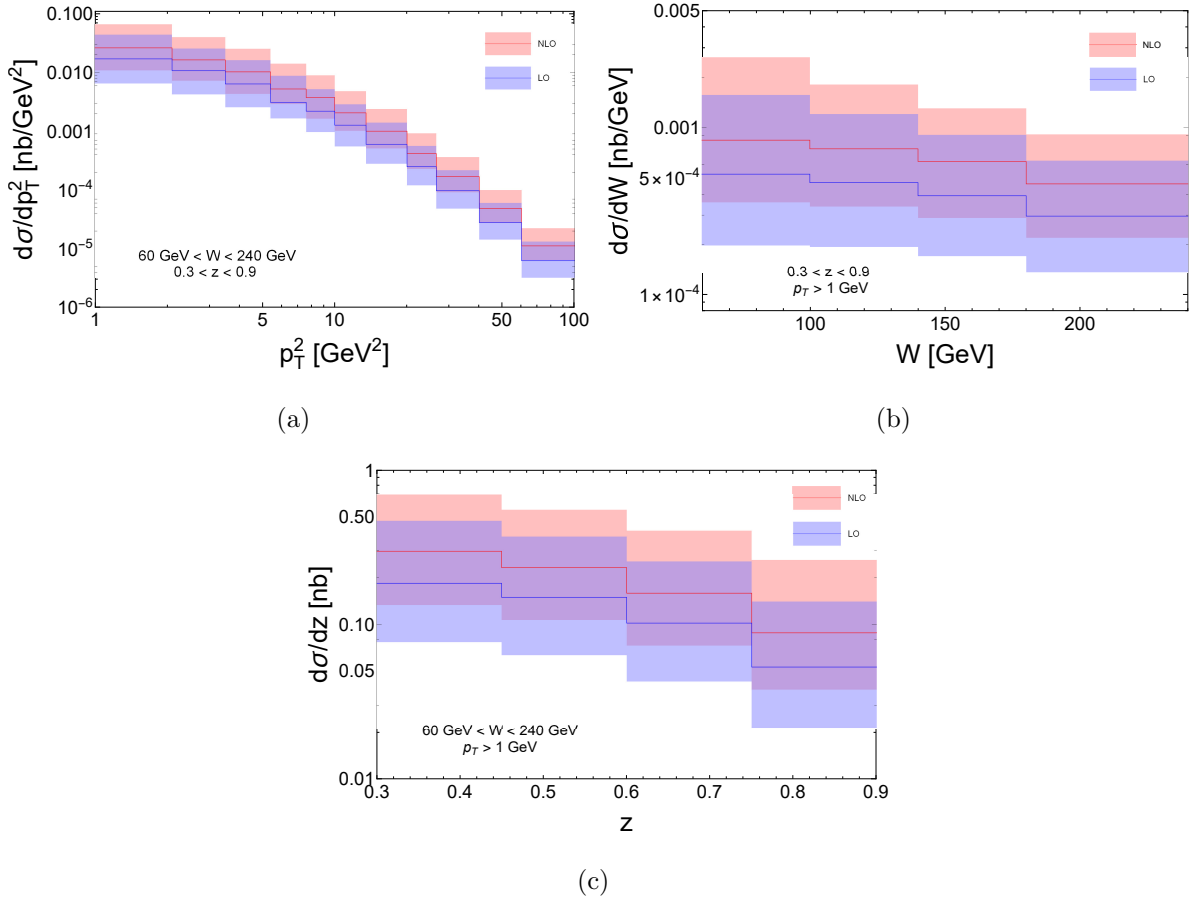 0.100
0.010
0.001
10⁻⁴
10⁻⁵
10⁻⁶
dσ/dp_T² [nb/GeV²]
NLO
LO
60 GeV < W < 240 GeV
0.3 < z < 0.9
1 5 10 50 100
p_T² [GeV²]
(a)
0.005
0.001
5×10⁻⁴
1×10⁻⁴
dσ/dW [nb/GeV]
NLO
LO
0.3 < z < 0.9
p_T > 1 GeV
100 150 200
W [GeV]
(b)
1
0.50
0.10
0.05
0.01
dσ/dz [nb]
NLO
LO
60 GeV < W < 240 GeV
p_T > 1 GeV
0.3 0.4 0.5 0.6 0.7 0.8 0.9
z
(c)